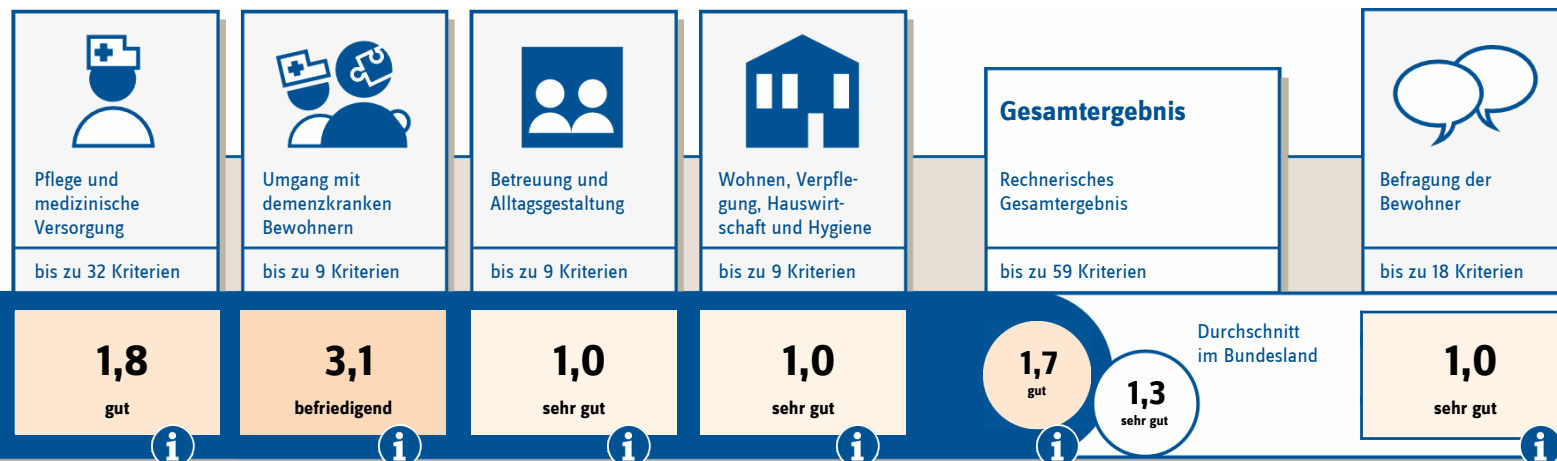 Pflege und
medizinische
Versorgung
bis zu 32 Kriterien
1,8
gut
Umgang mit
demenzkranken
Bewohnern
bis zu 9 Kriterien
3,1
befriedigend
Betreuung und
Alltagsgestaltung
bis zu 9 Kriterien
1,0
sehr gut
Wohnen, Verpfle-
gung, Hauswirt-
schaft und Hygiene
bis zu 9 Kriterien
1,0
sehr gut
Gesamtergebnis
Rechnerisches
Gesamtergebnis
bis zu 59 Kriterien
1,7
gut
1,3
sehr gut
Durchschnitt
im Bundesland
Befragung der
Bewohner
bis zu 18 Kriterien
1,0
sehr gut